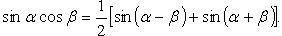 sin α cos β = 1/2 [sin(α − β) + sin(α + β)].